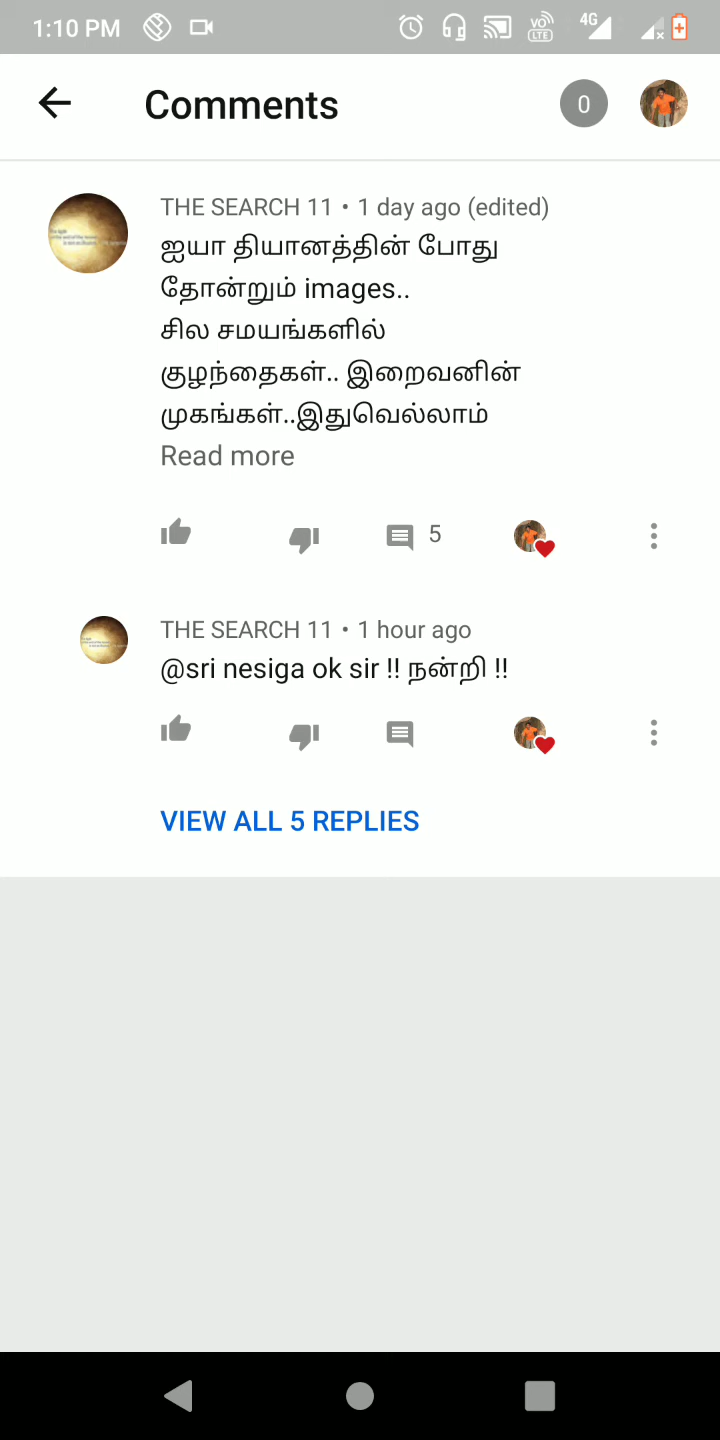 1:10 PM
VO LTE
4G
Comments
0
THE SEARCH 11 • 1 day ago (edited)
ஐயா தியானத்தின் போது
தோன்றும் images..
சில சமயங்களில்
குழந்தைகள்.. இறைவனின்
முகங்கள்..இதுவெல்லாம்
Read more
5
THE SEARCH 11 • 1 hour ago
@sri nesiga ok sir !! நன்றி !!
VIEW ALL 5 REPLIES